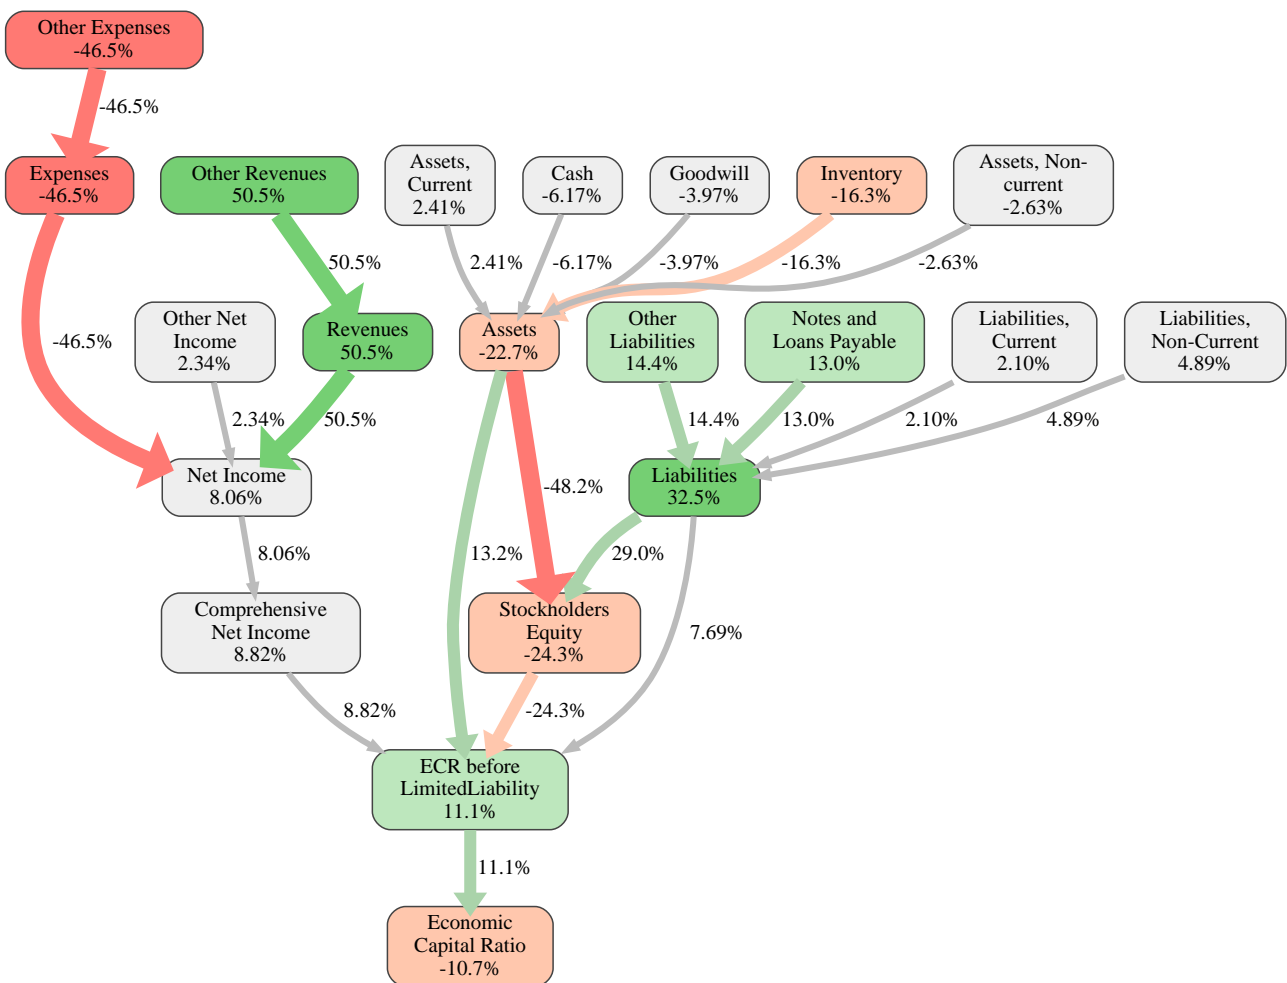 Other Expenses
-46.5%
-46.5%
Expenses
-46.5%
Other Revenues
50.5%
Assets,
Current
2.41%
Cash
-6.17%
Goodwill
-3.97%
Inventory
-16.3%
Assets, Non-
current
-2.63%
50.5%
2.41%
-6.17%
-3.97%
-16.3%
-2.63%
-46.5%
Other Net
Income
2.34%
Revenues
50.5%
Assets
-22.7%
Other
Liabilities
14.4%
Notes and
Loans Payable
13.0%
Liabilities,
Current
2.10%
Liabilities,
Non-Current
4.89%
2.34%
50.5%
14.4%
13.0%
2.10%
4.89%
Net Income
8.06%
-48.2%
Liabilities
32.5%
8.06%
13.2%
29.0%
Comprehensive
Net Income
8.82%
Stockholders
Equity
-24.3%
7.69%
8.82%
-24.3%
ECR before
LimitedLiability
11.1%
11.1%
Economic
Capital Ratio
-10.7%